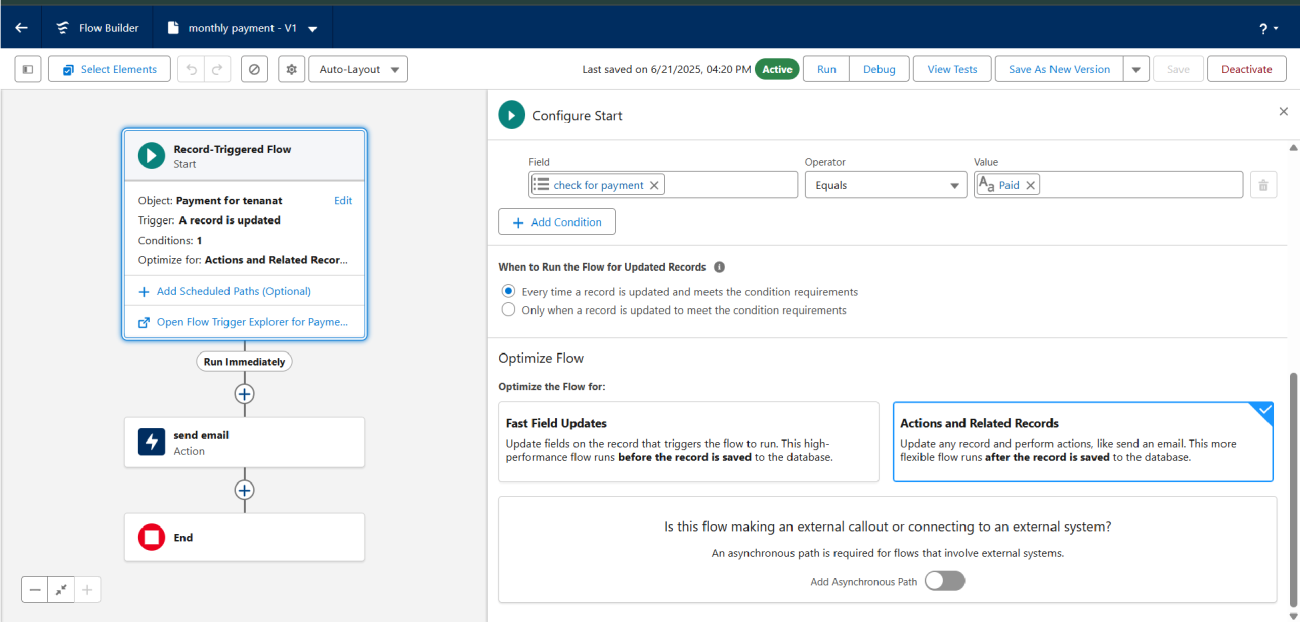 Flow Builder
monthly payment - V1
?
Select Elements
Auto-Layout
Last saved on 6/21/2025, 04:20 PM
Active
Run
Debug
View Tests
Save As New Version
Save
Deactivate
Record-Triggered Flow
Start
Object: Payment for tenanat
Edit
Trigger: A record is updated
Conditions: 1
Optimize for: Actions and Related Recor...
Add Scheduled Paths (Optional)
Open Flow Trigger Explorer for Payme...
Run Immediately
send email
Action
End
Configure Start
Field
Operator
Value
check for payment
Equals
Aa Paid
Add Condition
When to Run the Flow for Updated Records
Every time a record is updated and meets the condition requirements
Only when a record is updated to meet the condition requirements
Optimize Flow
Optimize the Flow for:
Fast Field Updates
Update fields on the record that triggers the flow to run. This high-
performance flow runs before the record is saved to the database.
Actions and Related Records
Update any record and perform actions, like send an email. This more
flexible flow runs after the record is saved to the database.
Is this flow making an external callout or connecting to an external system?
An asynchronous path is required for flows that involve external systems.
Add Asynchronous Path